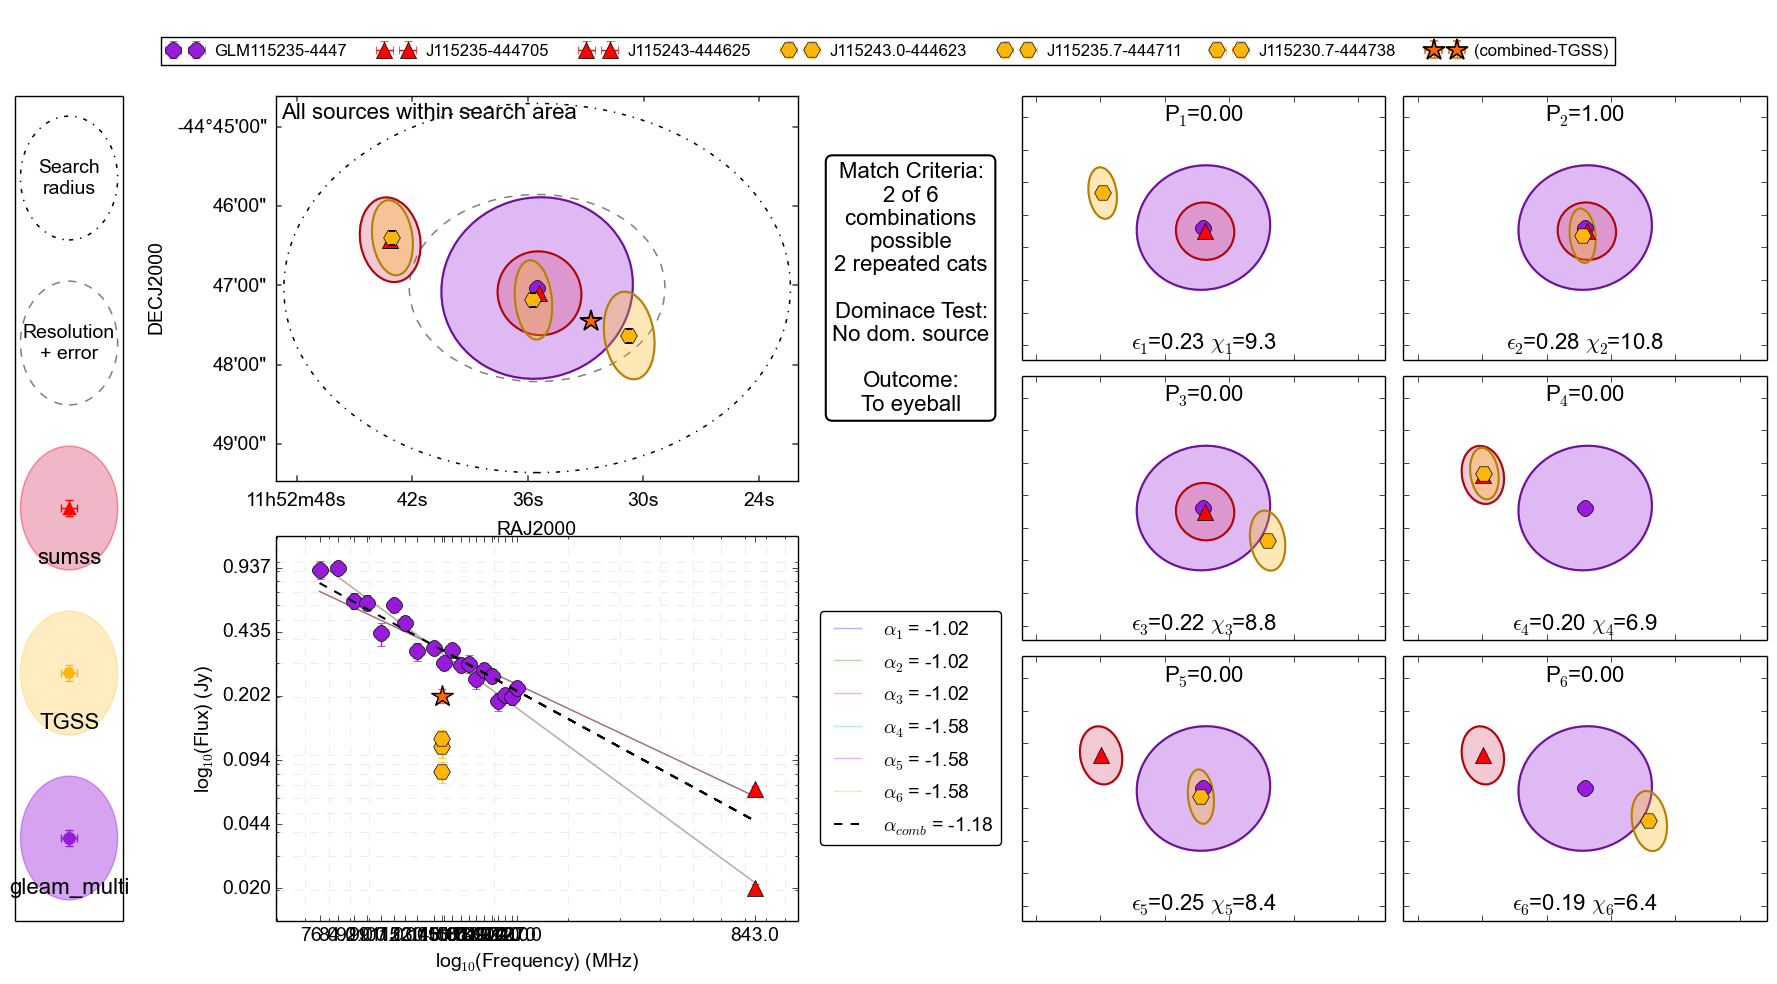 GLM115235-4447 J115235-444705 J115243-444625 J115243.0-444623 J115235.7-444711 J115230.7-444738 (combined-TGSS)
Search
radius
Resolution
+ error
sumss
TGSS
gleam_multi
All sources within search area
DECJ2000
-44°45'00"
46'00"
47'00"
48'00"
49'00"
11h52m48s 42s 36s 30s 24s
RAJ2000
log10(Flux) (Jy)
0.937
0.435
0.202
0.094
0.044
0.020
843.0
log10(Frequency) (MHz)
Match Criteria:
2 of 6
combinations
possible
2 repeated cats
Dominace Test:
No dom. source
Outcome:
To eyeball
α1 = -1.02
α2 = -1.02
α3 = -1.02
α4 = -1.58
α5 = -1.58
α6 = -1.58
αcomb = -1.18
P1=0.00
ϵ1=0.23 χ1=9.3
P2=1.00
ϵ2=0.28 χ2=10.8
P3=0.00
ϵ3=0.22 χ3=8.8
P4=0.00
ϵ4=0.20 χ4=6.9
P5=0.00
ϵ5=0.25 χ5=8.4
P6=0.00
ϵ6=0.19 χ6=6.4